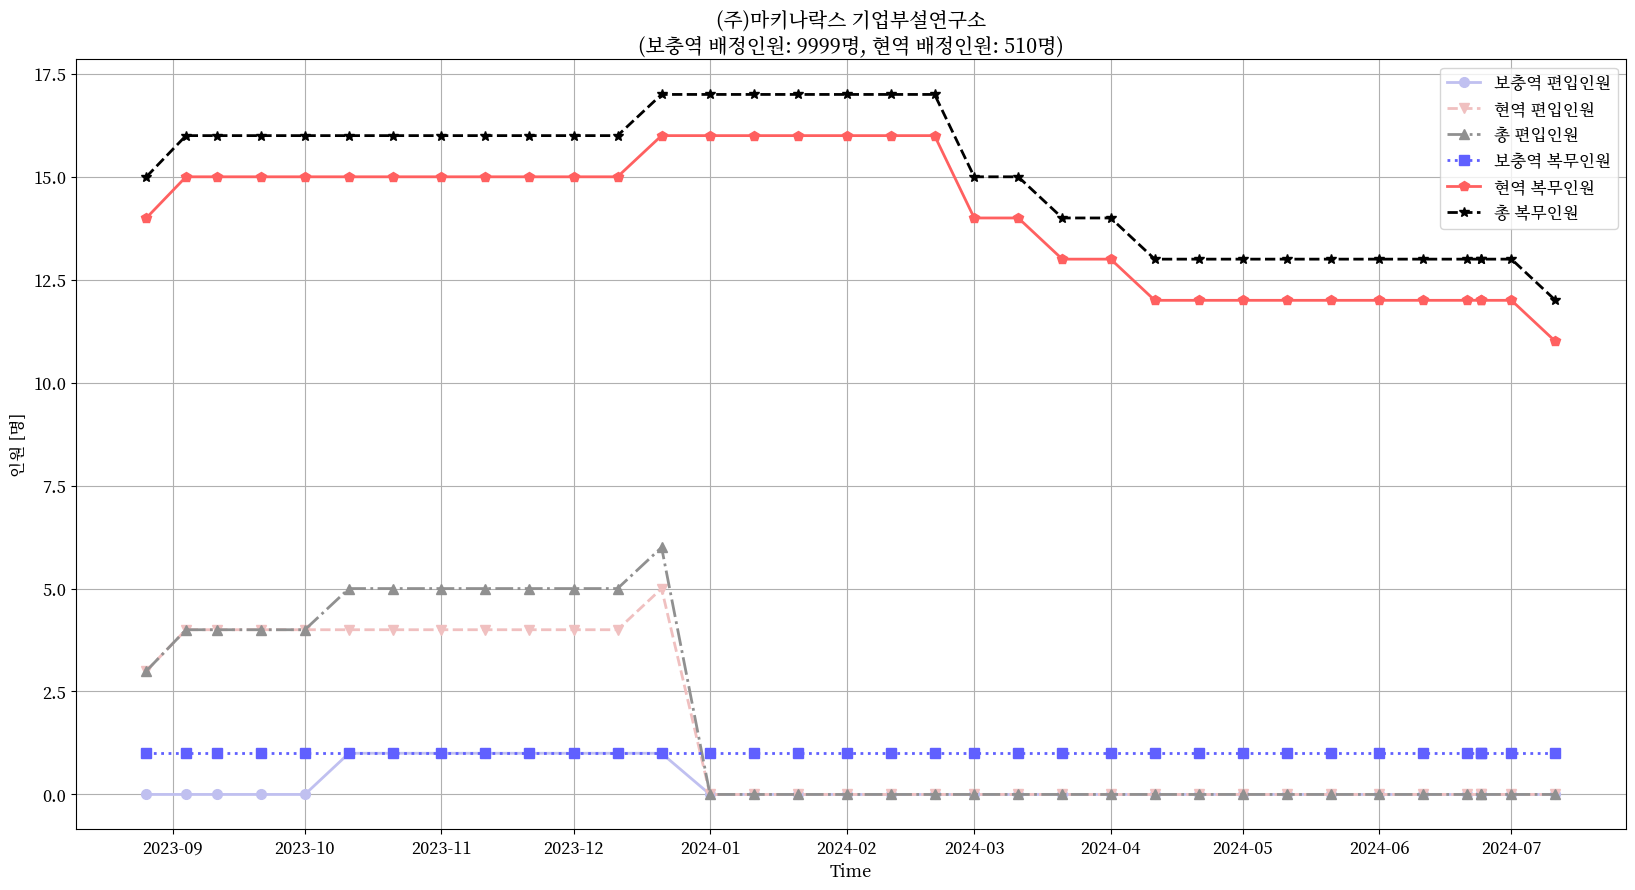 (주)마키나락스 기업부설연구소
(보충역 배정인원: 9999명, 현역 배정인원: 510명)
17.5
15.0
12.5
10.0
7.5
5.0
2.5
0.0
인원 [명]
보충역 편입인원
현역 편입인원
총 편입인원
보충역 복무인원
현역 복무인원
총 복무인원
2023-09 2023-10 2023-11 2023-12 2024-01 2024-02 2024-03 2024-04 2024-05 2024-06 2024-07
Time